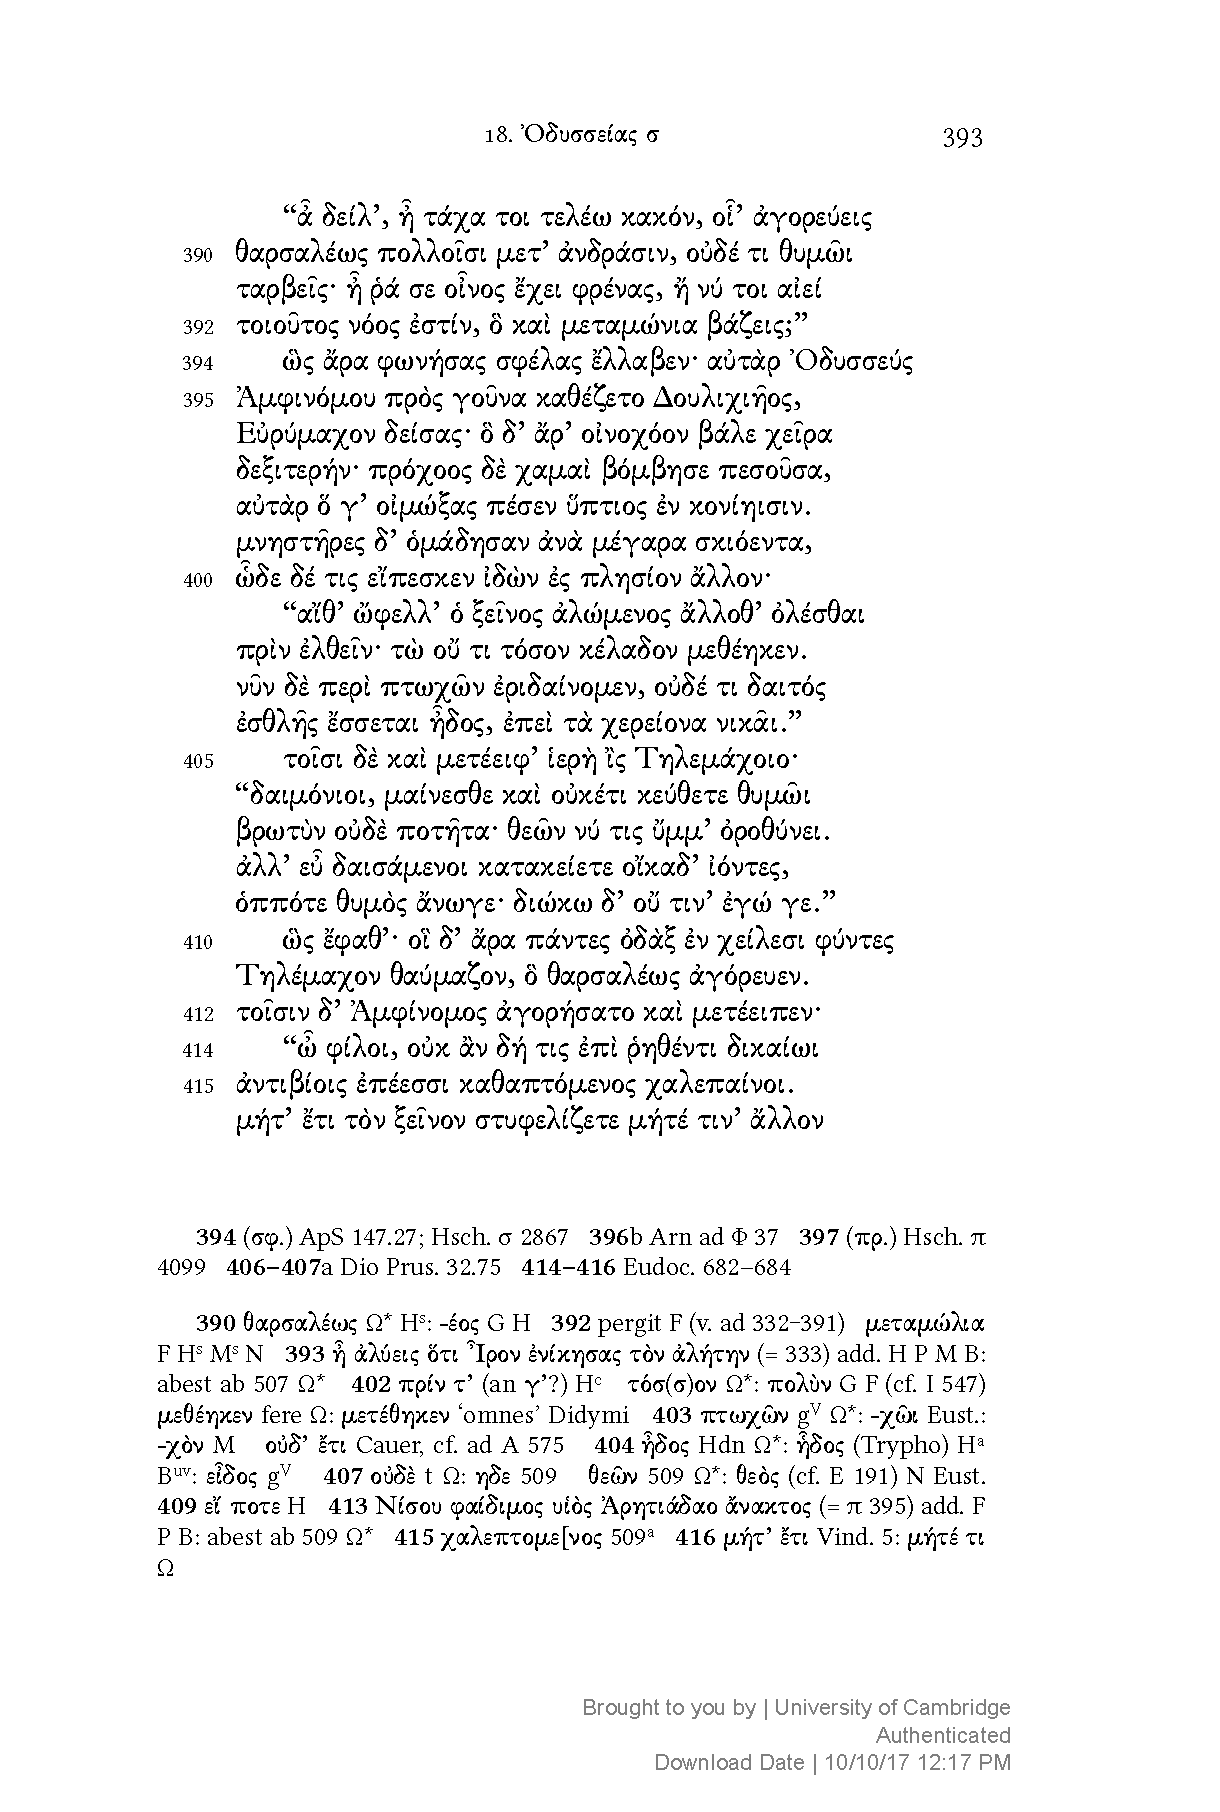 18. Ὀδυσσείας σ 393
“ἆ δείλ’, ἦ τάχα τοι τελέω κακόν, οἷ’ ἀγορεύεις
390 θαρσαλέως πολλοῖσι μετ’ ἀνδράσιν, οὐδέ τι θυμῶι
ταρβεῖς· ἦ ῥά σε οἶνος ἔχει φρένας, ἤ νύ τοι αἰεί
392 τοιοῦτος νόος ἐστίν, ὃ καὶ μεταμώνια βάζεις;”
394 ὣς ἄρα φωνήσας σφέλας ἔλλαβεν· αὐτὰρ Ὀδυσσεύς
395 Ἀμφινόμου πρὸς γοῦνα καθέζετο Δουλιχιῆος,
Εὐρύμαχον δείσας· ὃ δ’ ἄρ’ οἰνοχόον βάλε χεῖρα
δεξιτερήν· πρόχοος δὲ χαμαὶ βόμβησε πεσοῦσα,
αὐτὰρ ὅ γ’ οἰμώξας πέσεν ὕπτιος ἐν κονίηισιν.
μνηστῆρες δ’ ὁμάδησαν ἀνὰ μέγαρα σκιόεντα,
400 ὧδε δέ τις εἴπεσκεν ἰδὼν ἐς πλησίον ἄλλον·
“αἴθ’ ὤφελλ’ ὁ ξεῖνος ἀλώμενος ἄλλοθ’ ὀλέσθαι
πρὶν ἐλθεῖν· τὼ οὔ τι τόσον κέλαδον μεθέηκεν.
νῦν δὲ περὶ πτωχῶν ἐριδαίνομεν, οὐδέ τι δαιτός
ἐσθλῆς ἔσσεται ἦδος, ἐπεὶ τὰ χερείονα νικᾶι.”
405 τοῖσι δὲ καὶ μετέειφ’ ἱερὴ ἲς Τηλεμάχοιο·
“δαιμόνιοι, μαίνεσθε καὶ οὐκέτι κεύθετε θυμῶι
βρωτὺν οὐδὲ ποτῆτα· θεῶν νύ τις ὔμμ’ ὀροθύνει.
ἀλλ’ εὖ δαισάμενοι κατακείετε οἴκαδ’ ἰόντες,
ὁππότε θυμὸς ἄνωγε· διώκω δ’ οὔ τιν’ ἐγώ γε.”
410 ὣς ἔφαθ’· οἳ δ’ ἄρα πάντες ὀδὰξ ἐν χείλεσι φύντες
Τηλέμαχον θαύμαζον, ὃ θαρσαλέως ἀγόρευεν.
412 τοῖσιν δ’ Ἀμφίνομος ἀγορήσατο καὶ μετέειπεν·
414 “ὦ φίλοι, οὐκ ἂν δή τις ἐπὶ ῥηθέντι δικαίωι
415 ἀντιβίοις ἐπέεσσι καθαπτόμενος χαλεπαίνοι.
μήτ’ ἔτι τὸν ξεῖνον στυφελίζετε μήτέ τιν’ ἄλλον
394 (σφ.) ApS 147.27; Hsch. σ 2867 396b Arn ad Φ 37 397 (πρ.) Hsch. π
4099 406–407a Dio Prus. 32.75 414–416 Eudoc. 682–684
390 θαρσαλέως Ω* Hˢ: -έος G H 392 pergit F (v. ad 332–391) μεταμώλια
F Hˢ Mˢ N 393 ἦ ἀλύεις ὅτι Ἶρον ἐνίκησας τὸν ἀλήτην (= 333) add. H P M B:
abest ab 507 Ω* 402 πρίν τ’ (an γ’?) Hᶜ τόσ(σ)ον Ω*: πολὺν G F (cf. I 547)
μεθέηκεν fere Ω: μετέθηκεν ‘omnes’ Didymi 403 πτωχῶν gⱽ Ω*: -χῶι Eust.:
-χὸν M οὐδ’ ἔτι Cauer, cf. ad A 575 404 ἦδος Hdn Ω*: ἧδος (Trypho) Hᵃ
Bᵘᵛ: εἶδος gⱽ 407 οὐδὲ t Ω: ηδε 509 θεῶν 509 Ω*: θεὸς (cf. E 191) N Eust.
409 εἴ ποτε H 413 Νίσου φαίδιμος υἱὸς Ἀρητιάδαο ἄνακτος (= π 395) add. F
P B: abest ab 509 Ω* 415 χαλεπτομε[νος 509ᵃ 416 μήτ’ ἔτι Vind. 5: μήτέ τι
Ω
Brought to you by | University of Cambridge
Authenticated
Download Date | 10/10/17 12:17 PM